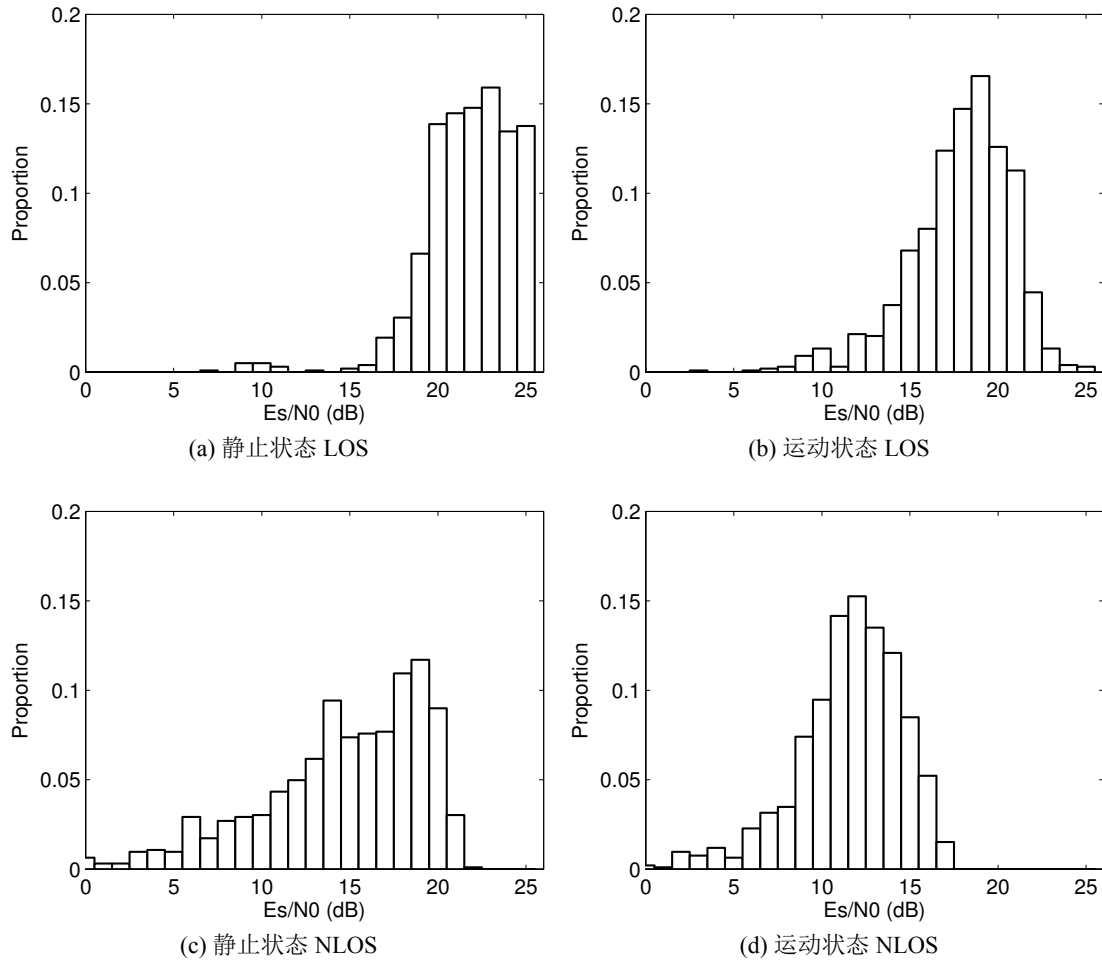 0.2
0.15
0.1
0.05
0
Proportion
0 5 10 15 20 25
Es/N0 (dB)
(a) 静止状态 LOS
0.2
0.15
0.1
0.05
0
Proportion
0 5 10 15 20 25
Es/N0 (dB)
(b) 运动状态 LOS
0.2
0.15
0.1
0.05
0
Proportion
0 5 10 15 20 25
Es/N0 (dB)
(c) 静止状态 NLOS
0.2
0.15
0.1
0.05
0
Proportion
0 5 10 15 20 25
Es/N0 (dB)
(d) 运动状态 NLOS